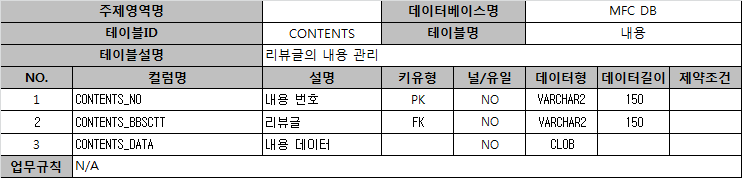 주제영역명 데이터베이스명 MFC DB
테이블ID CONTENTS 테이블명 내용
테이블설명 리뷰글의 내용 관리
NO. 컬럼명 설명 키유형 널/유일 데이터형 데이터길이 제약조건
1 CONTENTS_NO 내용 번호 PK NO VARCHAR2 150
2 CONTENTS_BBSCTT 리뷰글 FK NO VARCHAR2 150
3 CONTENTS_DATA 내용 데이터 NO CLOB
업무규칙 N/A